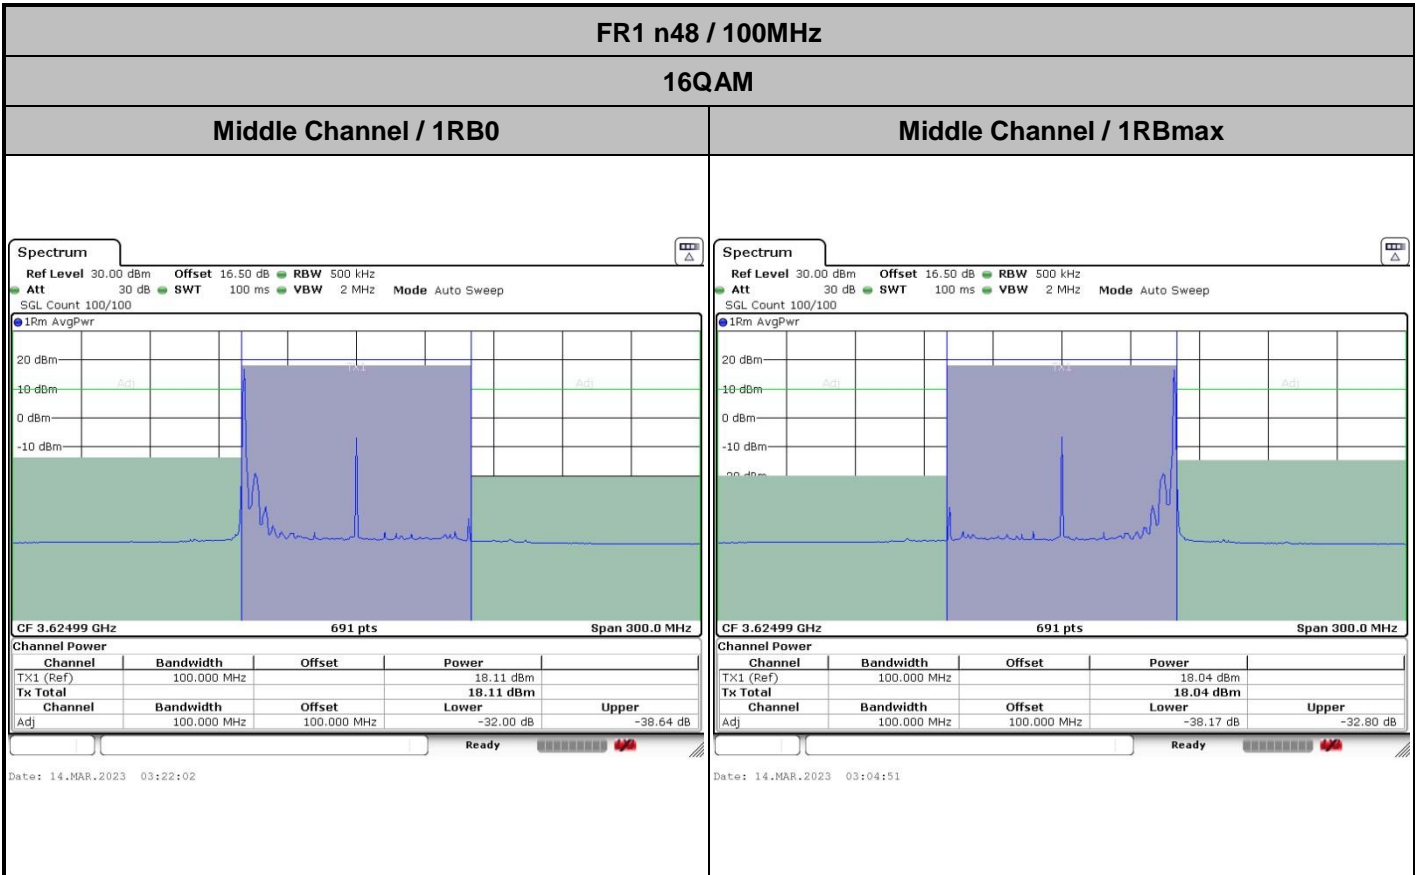 FR1 n48 / 100MHz
16QAM
Middle Channel / 1RB0
Middle Channel / 1RBmax
Spectrum
Ref Level 30.00 dBm Offset 16.50 dB RBW 500 kHz
Att 30 dB SWT 100 ms VBW 2 MHz Mode Auto Sweep
SGL Count 100/100
1Rm AvgPwr
TX1
20 dBm
Adj Adj
10 dBm
0 dBm
-10 dBm
CF 3.62499 GHz 691 pts Span 300.0 MHz
Channel Power
Channel Bandwidth Offset Power
TX1 (Ref) 100.000 MHz 18.11 dBm
Tx Total 18.11 dBm
Channel Bandwidth Offset Lower Upper
Adj 100.000 MHz 100.000 MHz -32.00 dB -38.64 dB
Ready
Date: 14.MAR.2023 03:22:02
Spectrum
Ref Level 30.00 dBm Offset 16.50 dB RBW 500 kHz
Att 30 dB SWT 100 ms VBW 2 MHz Mode Auto Sweep
SGL Count 100/100
1Rm AvgPwr
TX1
20 dBm
Adj Adj
10 dBm
0 dBm
-10 dBm
-20 dBm
CF 3.62499 GHz 691 pts Span 300.0 MHz
Channel Power
Channel Bandwidth Offset Power
TX1 (Ref) 100.000 MHz 18.04 dBm
Tx Total 18.04 dBm
Channel Bandwidth Offset Lower Upper
Adj 100.000 MHz 100.000 MHz -38.17 dB -32.80 dB
Ready
Date: 14.MAR.2023 03:04:51